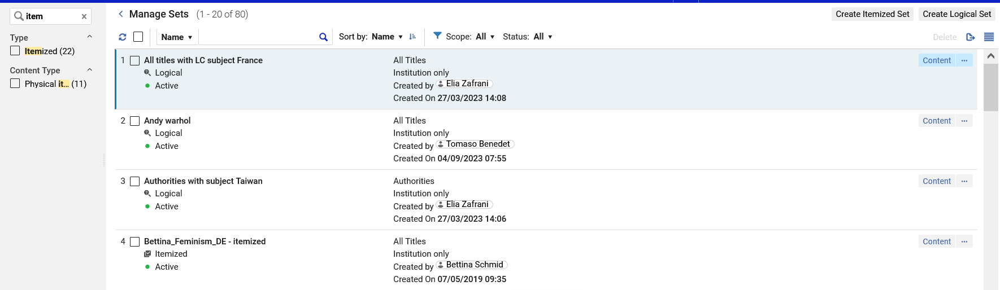 item
Type
Itemized (22)
Content Type
Physical it... (11)
Manage Sets (1 - 20 of 80)
Create Itemized Set Create Logical Set
Name Sort by: Name Scope: All Status: All Delete
1 All titles with LC subject France All Titles Content ...
Logical Institution only
Active Created by Elia Zafrani
Created On 27/03/2023 14:08
2 Andy warhol All Titles Content ...
Logical Institution only
Active Created by Tomaso Benedet
Created On 04/09/2023 07:55
3 Authorities with subject Taiwan Authorities Content ...
Logical Institution only
Active Created by Elia Zafrani
Created On 27/03/2023 14:06
4 Bettina_Feminism_DE - itemized All Titles Content ...
Itemized Institution only
Active Created by Bettina Schmid
Created On 07/05/2019 09:35